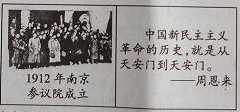 1912年南京
参议院成立
中国新民主主义
革命的历史，就是从
天安门到天安门。
——周恩来